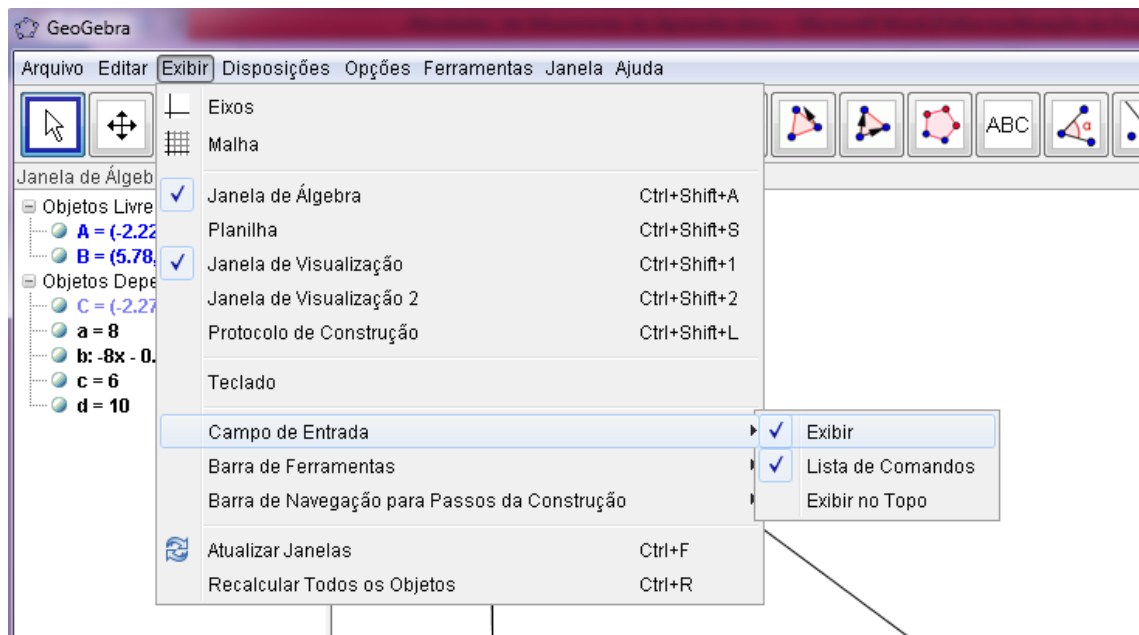 GeoGebra
Arquivo Editar Exibir Disposições Opções Ferramentas Janela Ajuda
ABC
α
Janela de Álgeb
Objetos Livre
A = (-2.22
B = (5.78,
Objetos Depe
C = (-2.27
a = 8
b: -8x - 0.
c = 6
d = 10
Eixos
Malha
Janela de Álgebra Ctrl+Shift+A
Planilha Ctrl+Shift+S
Janela de Visualização Ctrl+Shift+1
Janela de Visualização 2 Ctrl+Shift+2
Protocolo de Construção Ctrl+Shift+L
Teclado
Campo de Entrada
Barra de Ferramentas
Barra de Navegação para Passos da Construção
Atualizar Janelas Ctrl+F
Recalcular Todos os Objetos Ctrl+R
Exibir
Lista de Comandos
Exibir no Topo